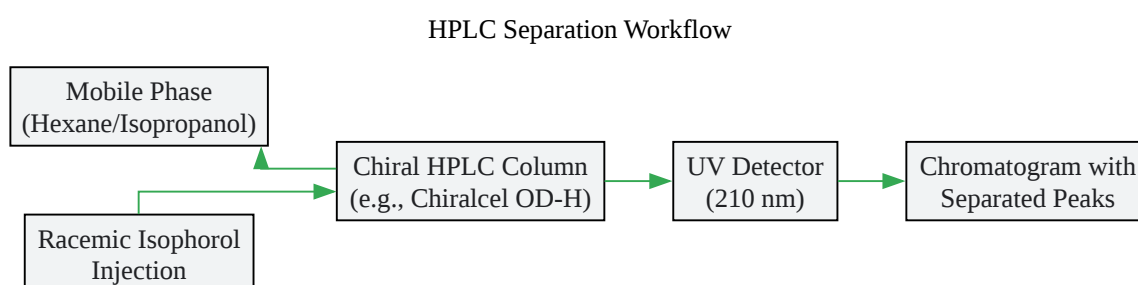 HPLC Separation Workflow
Mobile Phase
(Hexane/Isopropanol)
Chiral HPLC Column
(e.g., Chiralcel OD-H)
UV Detector
(210 nm)
Chromatogram with
Separated Peaks
Racemic Isophorol
Injection